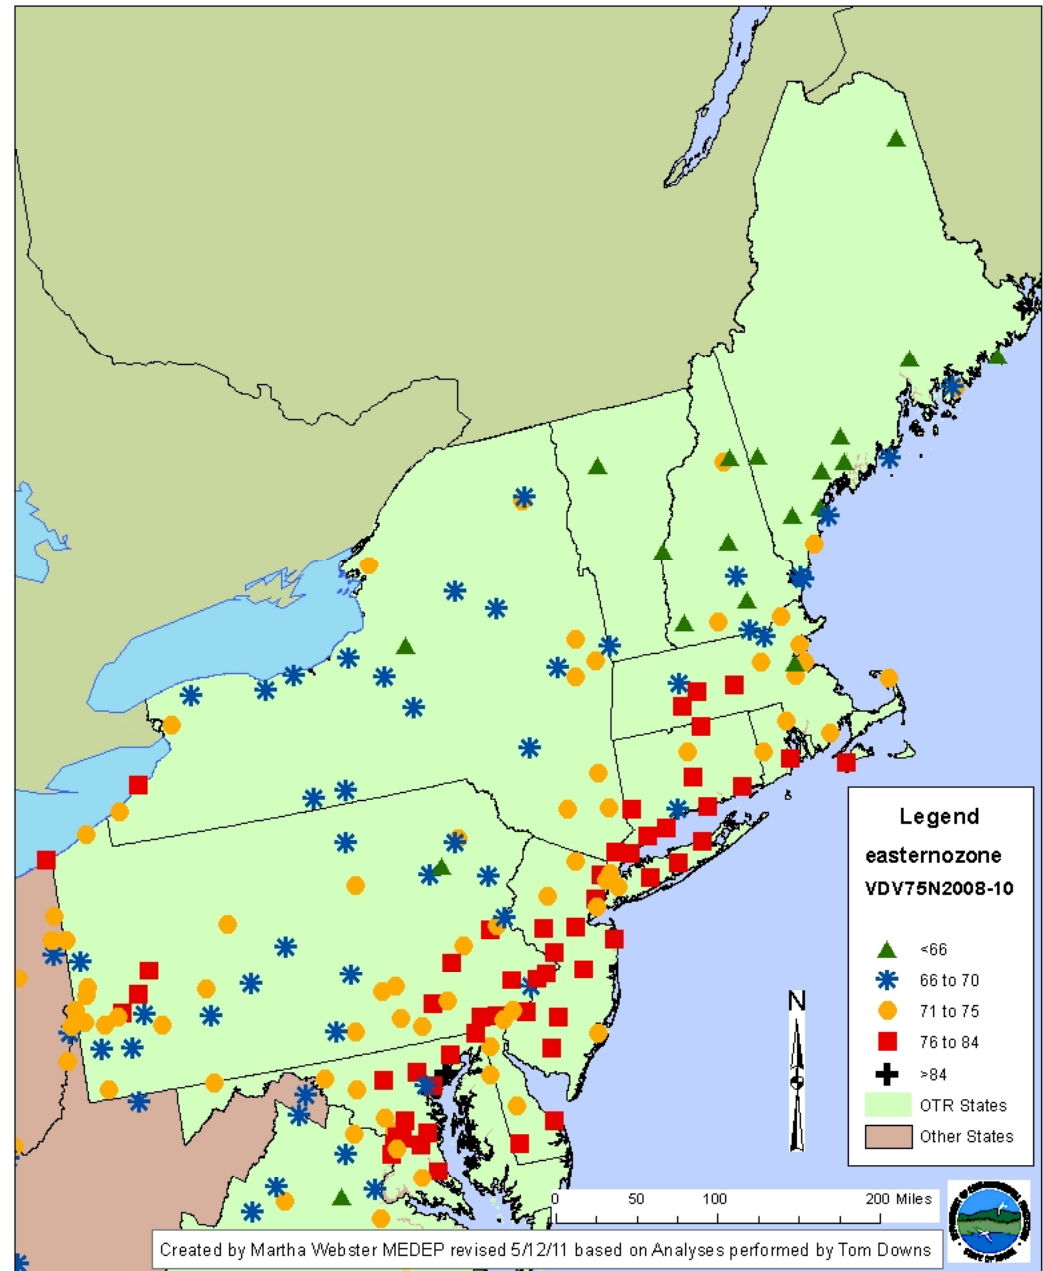 Legend
easternozone
VDV75N2008-10
<66
66 to 70
71 to 75
76 to 84
>84
OTR States
Other States
N
0 50 100 200 Miles
Created by Martha Webster MEDEP revised 5/12/11 based on Analyses performed by Tom Downs